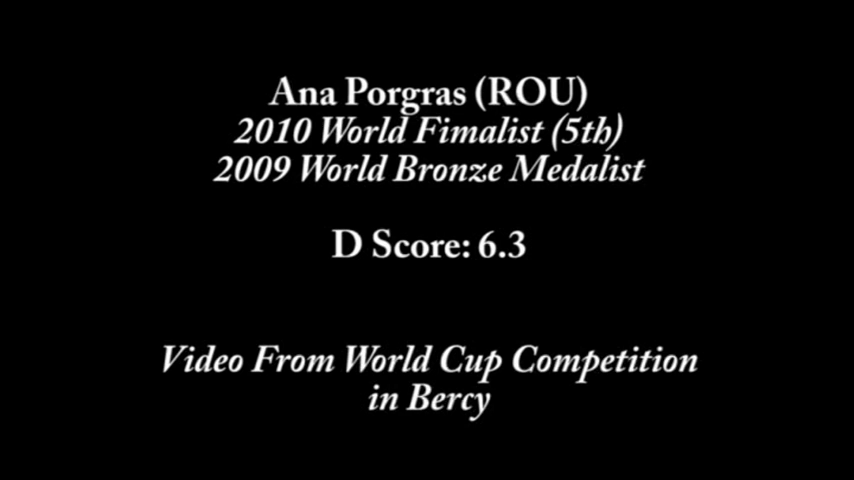 Ana Porgras (ROU)
2010 World Fimalist (5th)
2009 World Bronze Medalist
D Score: 6.3
Video From World Cup Competition
in Bercy